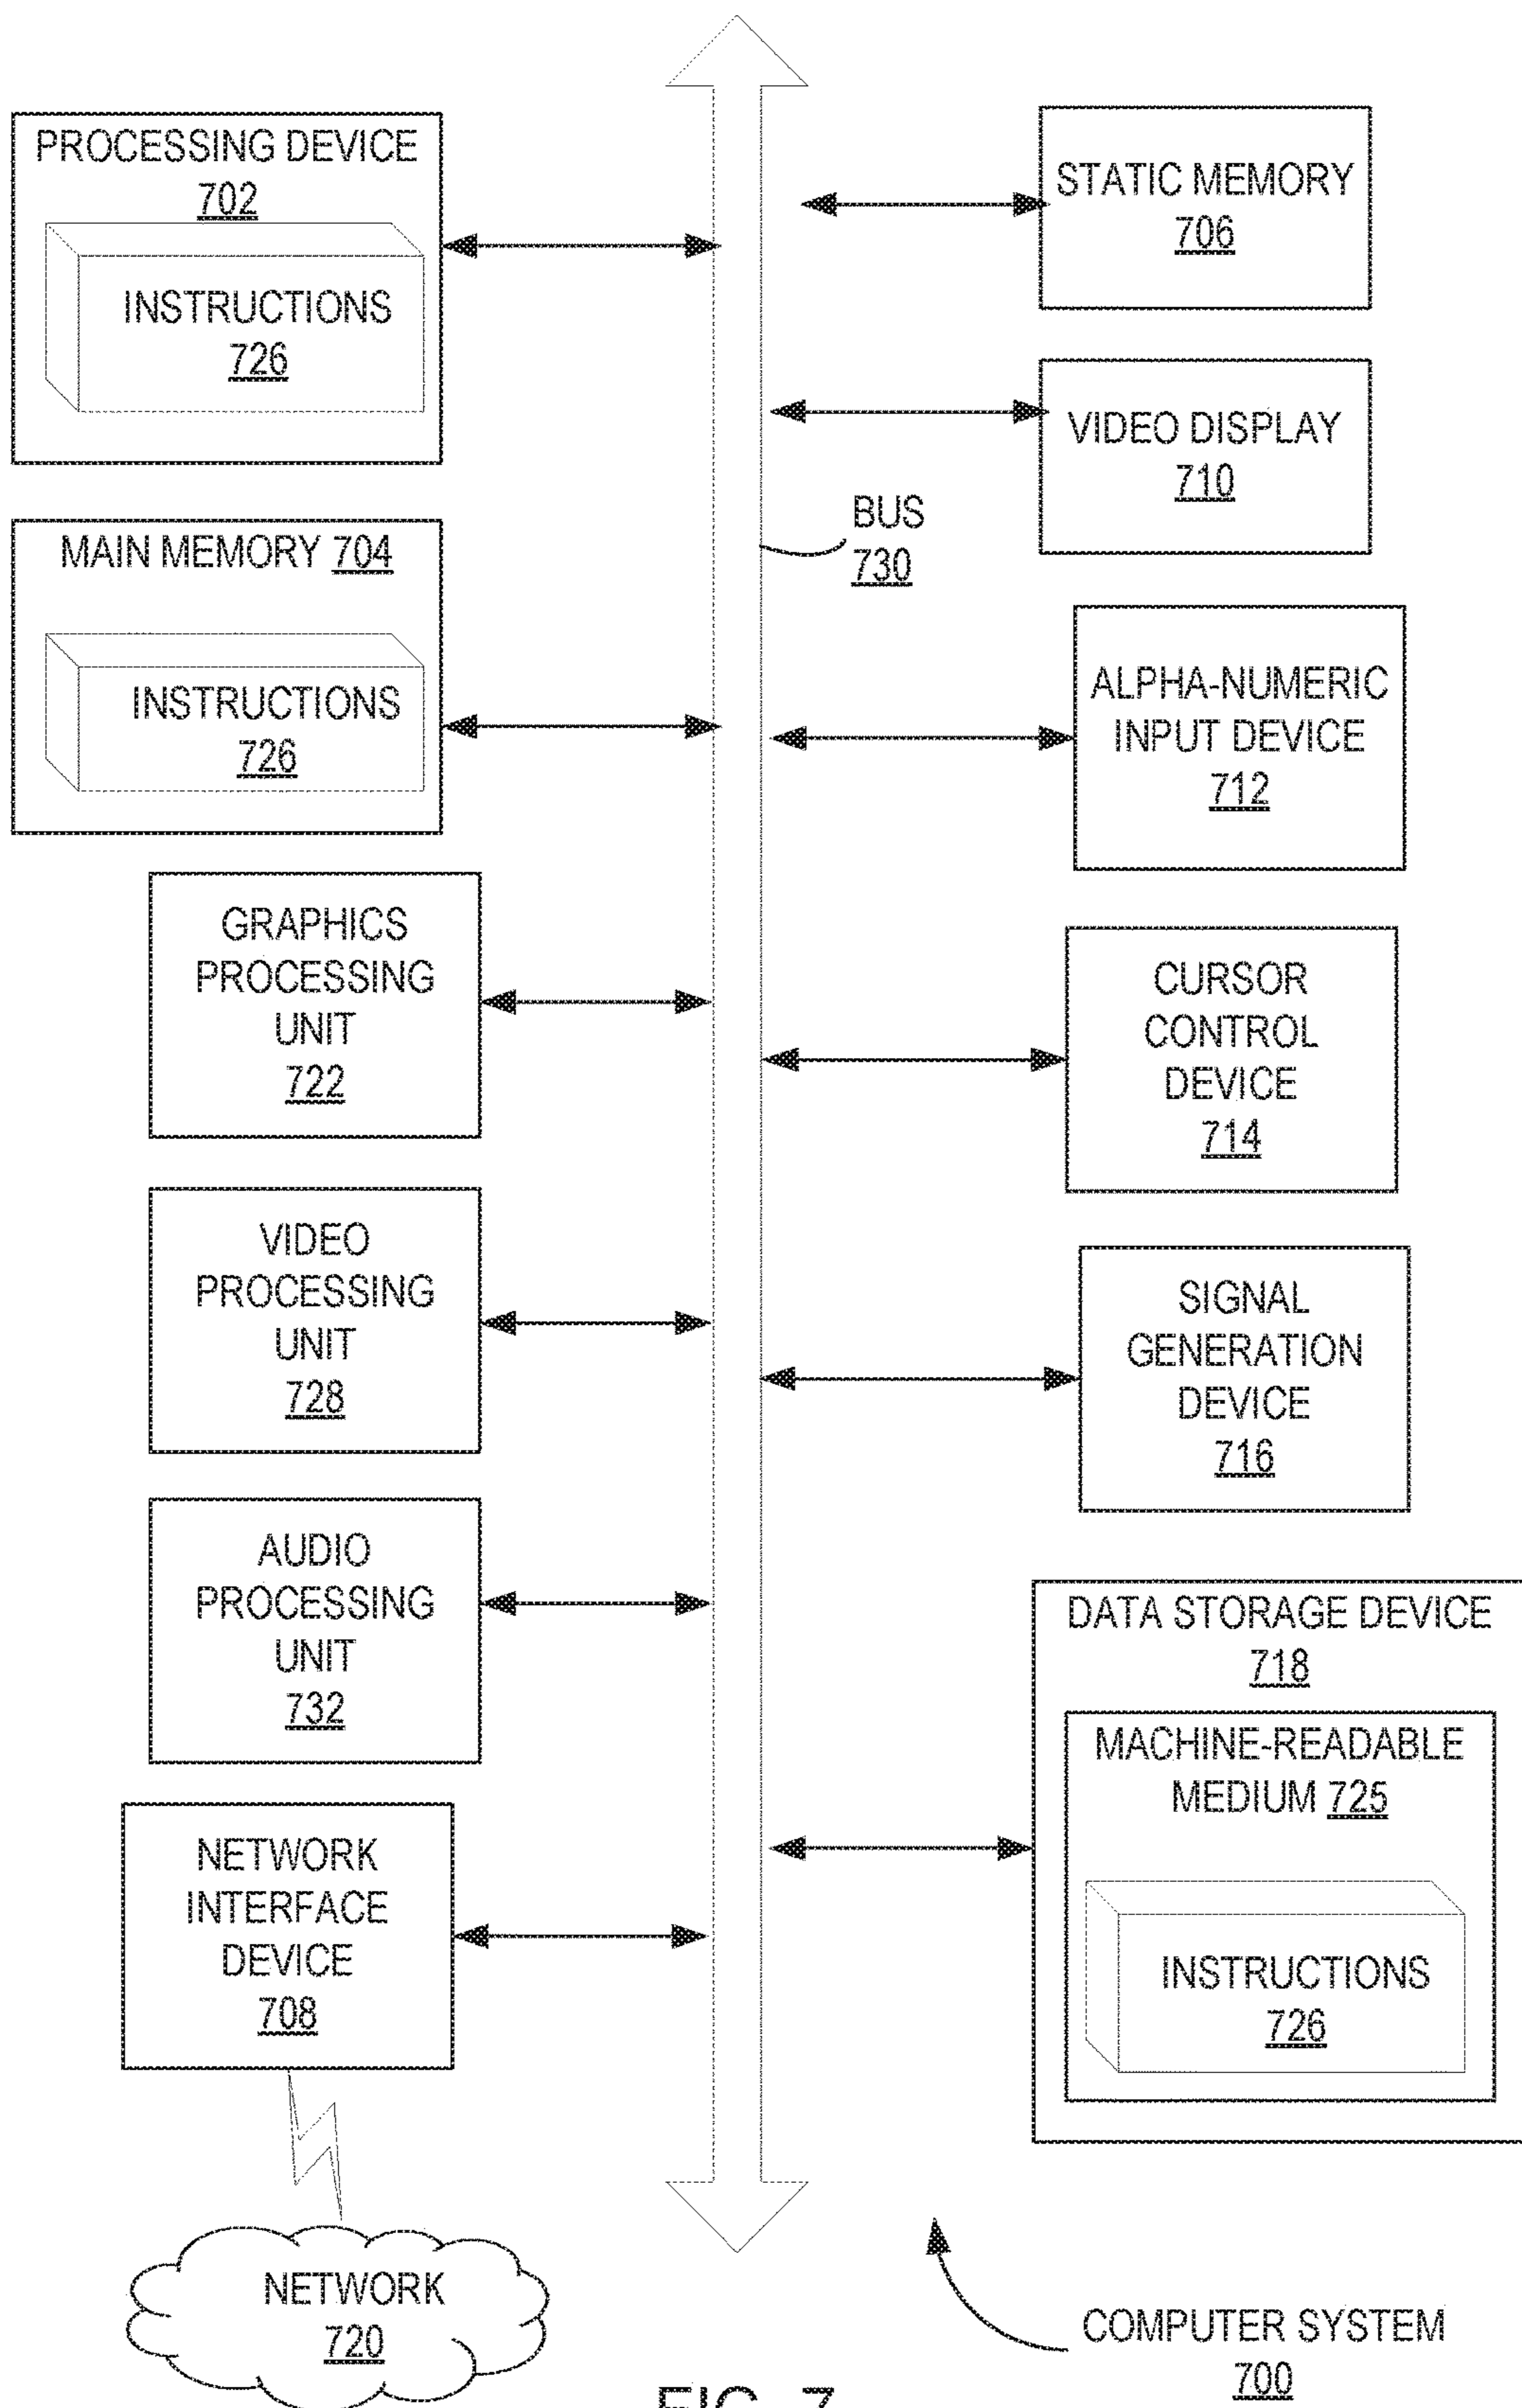 PROCESSING DEVICE
702
INSTRUCTIONS
726
MAIN MEMORY 704
INSTRUCTIONS
726
GRAPHICS
PROCESSING
UNIT
722
VIDEO
PROCESSING
UNIT
728
AUDIO
PROCESSING
UNIT
732
NETWORK
INTERFACE
DEVICE
708
NETWORK
720
BUS
730
STATIC MEMORY
706
VIDEO DISPLAY
710
ALPHA-NUMERIC
INPUT DEVICE
712
CURSOR
CONTROL
DEVICE
714
SIGNAL
GENERATION
DEVICE
716
DATA STORAGE DEVICE
718
MACHINE-READABLE
MEDIUM 725
INSTRUCTIONS
726
COMPUTER SYSTEM
700
FIG. 7